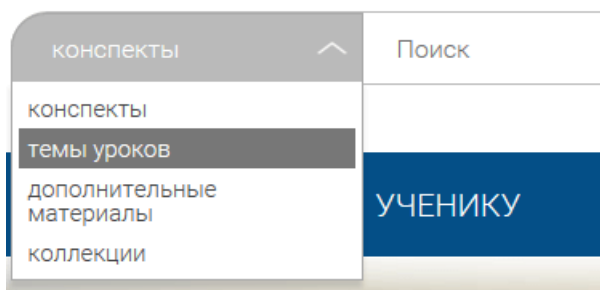 конспекты
Поиск
конспекты
темы уроков
дополнительные
материалы
УЧЕНИКУ
коллекции